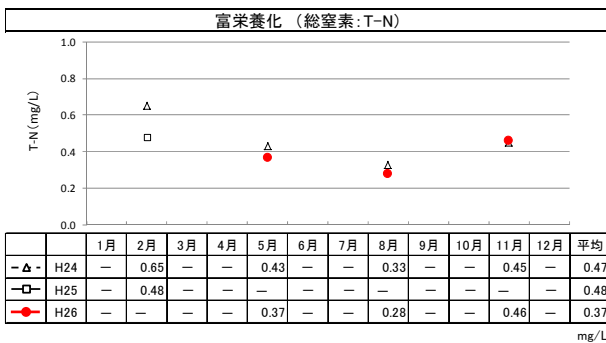 富栄養化 （総窒素：T-N）
1.0
0.8
0.6
0.4
0.2
0.0
T-N（mg/L）
1月 2月 3月 4月 5月 6月 7月 8月 9月 10月 11月 12月 平均
H24 — 0.65 — — 0.43 — — 0.33 — — 0.45 — 0.47
H25 — 0.48 — — — — — — — — — — 0.48
H26 — — — — 0.37 — — 0.28 — — 0.46 — 0.37
mg/L